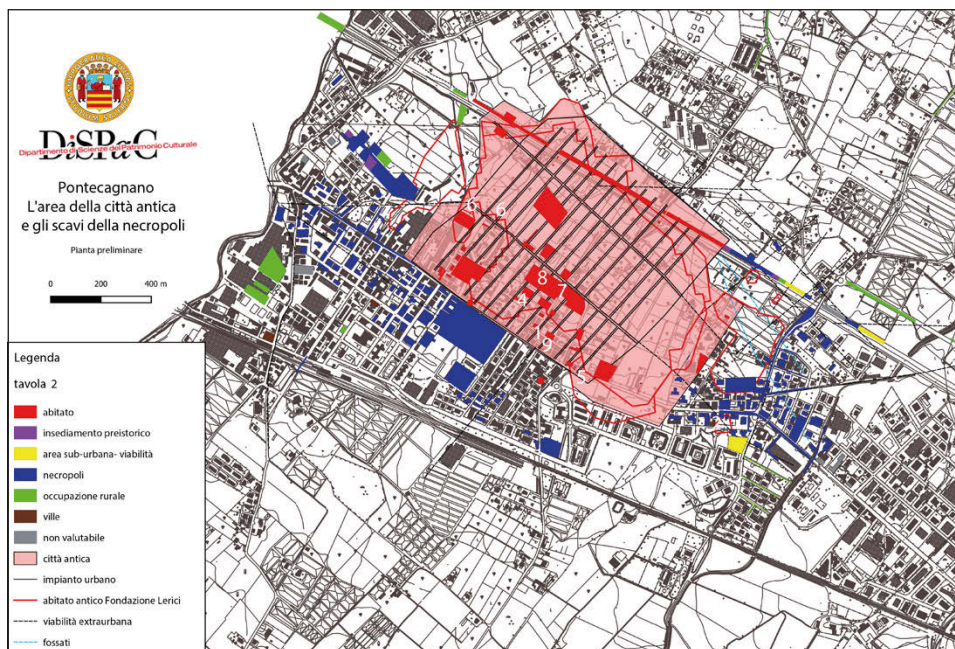 DiSPaC
Dipartimento di Scienze del Patrimonio Culturale
Pontecagnano
L'area della città antica
e gli scavi della necropoli
Pianta preliminare
0 200 400 m
Legenda
tavola 2
abitato
insediamento preistorico
area sub-urbana- viabilità
necropoli
occupazione rurale
ville
non valutabile
città antica
impianto urbano
abitato antico Fondazione Lerici
viabilità extraurbana
fossati
6
6
4
8
7
4
1
9
5